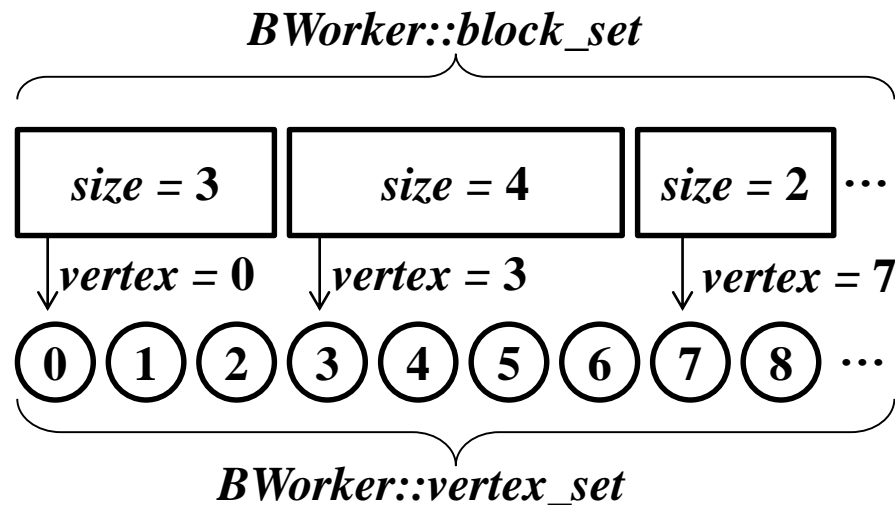 BWorker::block_set
size = 3 size = 4 size = 2 ...
vertex = 0 vertex = 3 vertex = 7
0 1 2 3 4 5 6 7 8 ...
BWorker::vertex_set